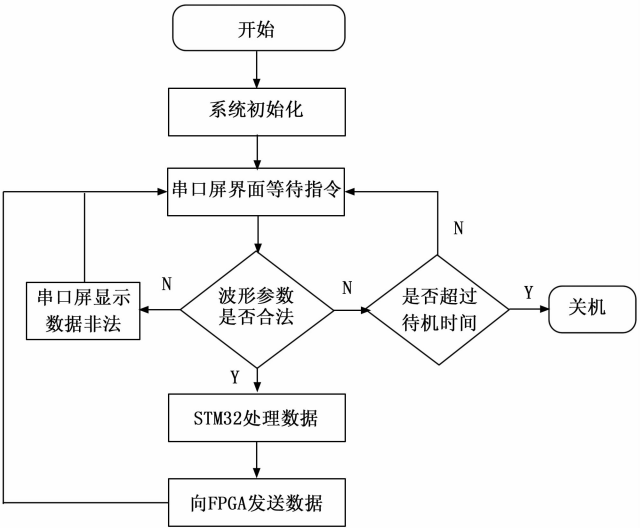 开始
系统初始化
串口屏界面等待指令
N
N
串口屏显示
数据非法
波形参数
是否合法
N
是否超过
待机时间
Y
关机
Y
STM32处理数据
向FPGA发送数据